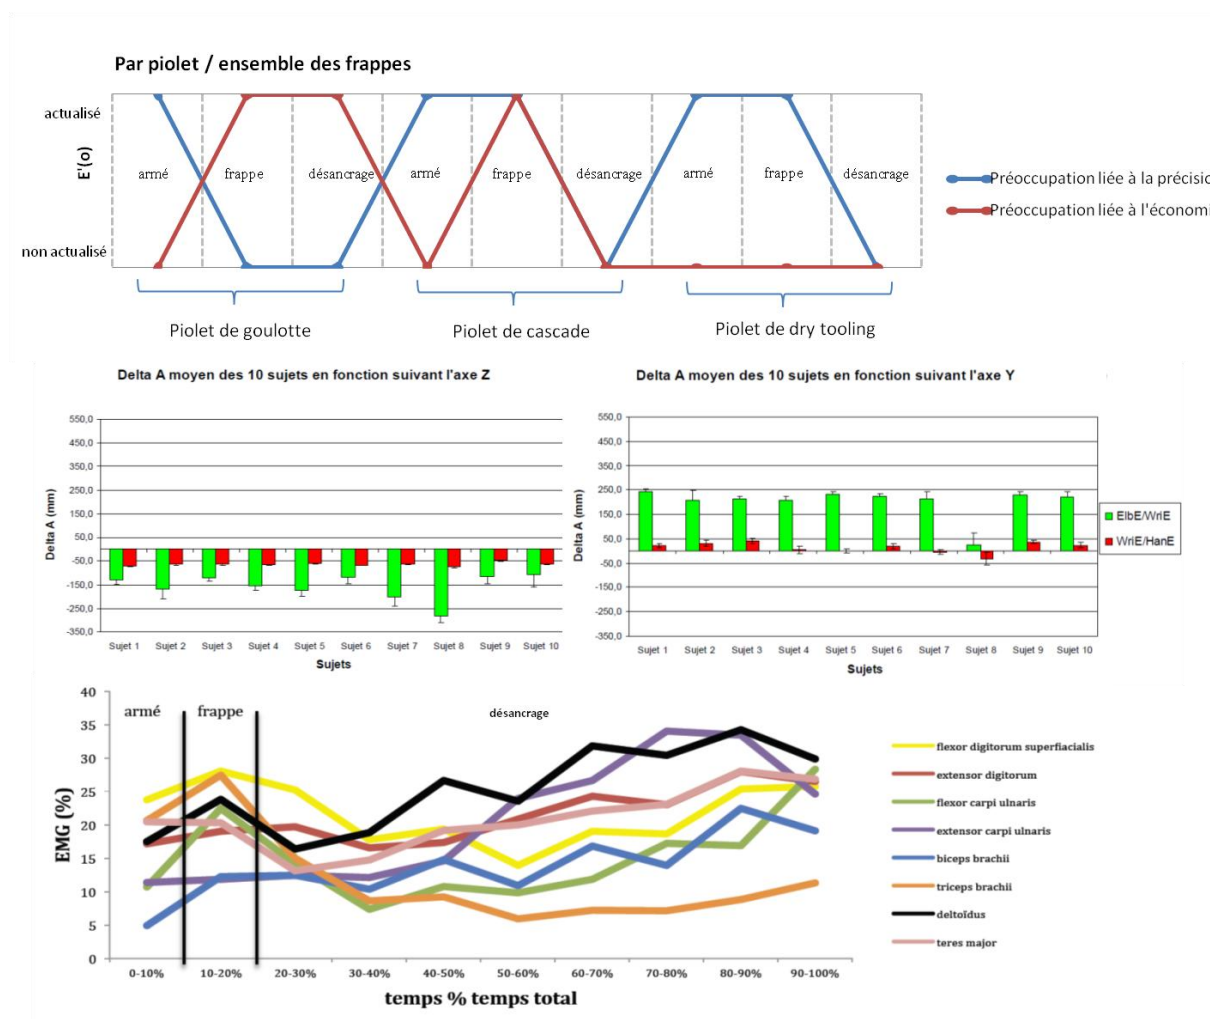 Par piolet / ensemble des frappes
actualisé
E'(o)
non actualisé
armé frappe désancrage armé frappe désancrage armé frappe désancrage
Préoccupation liée à la précisio
Préoccupation liée à l'économi
Piolet de goulotte Piolet de cascade Piolet de dry tooling
Delta A moyen des 10 sujets en fonction suivant l'axe Z
Delta A (mm)
550,0
450,0
350,0
250,0
150,0
50,0
-50,0
-150,0
-250,0
-350,0
Sujet 1 Sujet 2 Sujet 3 Sujet 4 Sujet 5 Sujet 6 Sujet 7 Sujet 8 Sujet 9 Sujet 10
Sujets
Delta A moyen des 10 sujets en fonction suivant l'axe Y
Delta A (mm)
550,0
450,0
350,0
250,0
150,0
50,0
-50,0
-150,0
-250,0
-350,0
Sujet 1 Sujet 2 Sujet 3 Sujet 4 Sujet 5 Sujet 6 Sujet 7 Sujet 8 Sujet 9 Sujet 10
Sujets
ElbE/WriE
WriE/HanE
EMG (%)
40
35
30
25
20
15
10
5
0
armé frappe désancrage
0-10% 10-20% 20-30% 30-40% 40-50% 50-60% 60-70% 70-80% 80-90% 90-100%
temps % temps total
flexor digitorum superfiacialis
extensor digitorum
flexor carpi ulnaris
extensor carpi ulnaris
biceps brachii
triceps brachii
deltoïdus
teres major